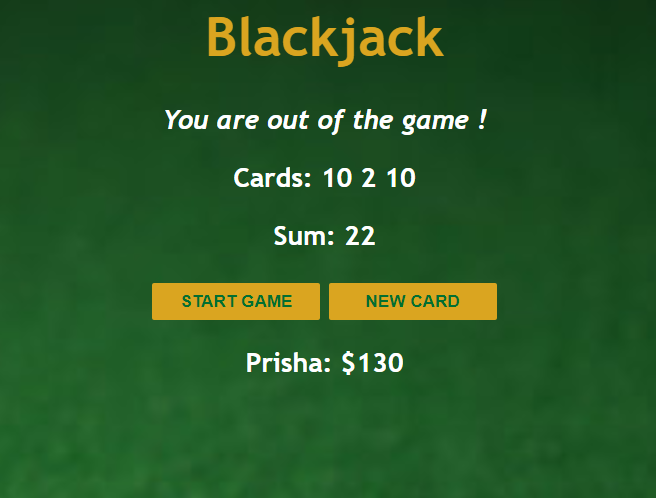 Blackjack
You are out of the game !
Cards: 10 2 10
Sum: 22
START GAME NEW CARD
Prisha: $130